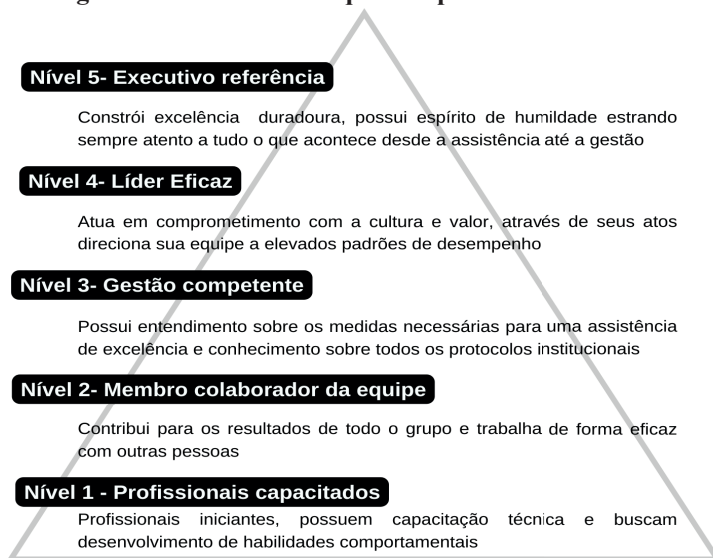 Nível 5- Executivo referência
Constrói excelência duradoura, possui espírito de humildade estrando
sempre atento a tudo o que acontece desde a assistência até a gestão
Nível 4- Líder Eficaz
Atua em comprometimento com a cultura e valor, através de seus atos
direciona sua equipe a elevados padrões de desempenho
Nível 3- Gestão competente
Possui entendimento sobre os medidas necessárias para uma assistência
de excelência e conhecimento sobre todos os protocolos institucionais
Nível 2- Membro colaborador da equipe
Contribui para os resultados de todo o grupo e trabalha de forma eficaz
com outras pessoas
Nível 1 - Profissionais capacitados
Profissionais iniciantes, possuem capacitação técnica e buscam
desenvolvimento de habilidades comportamentais